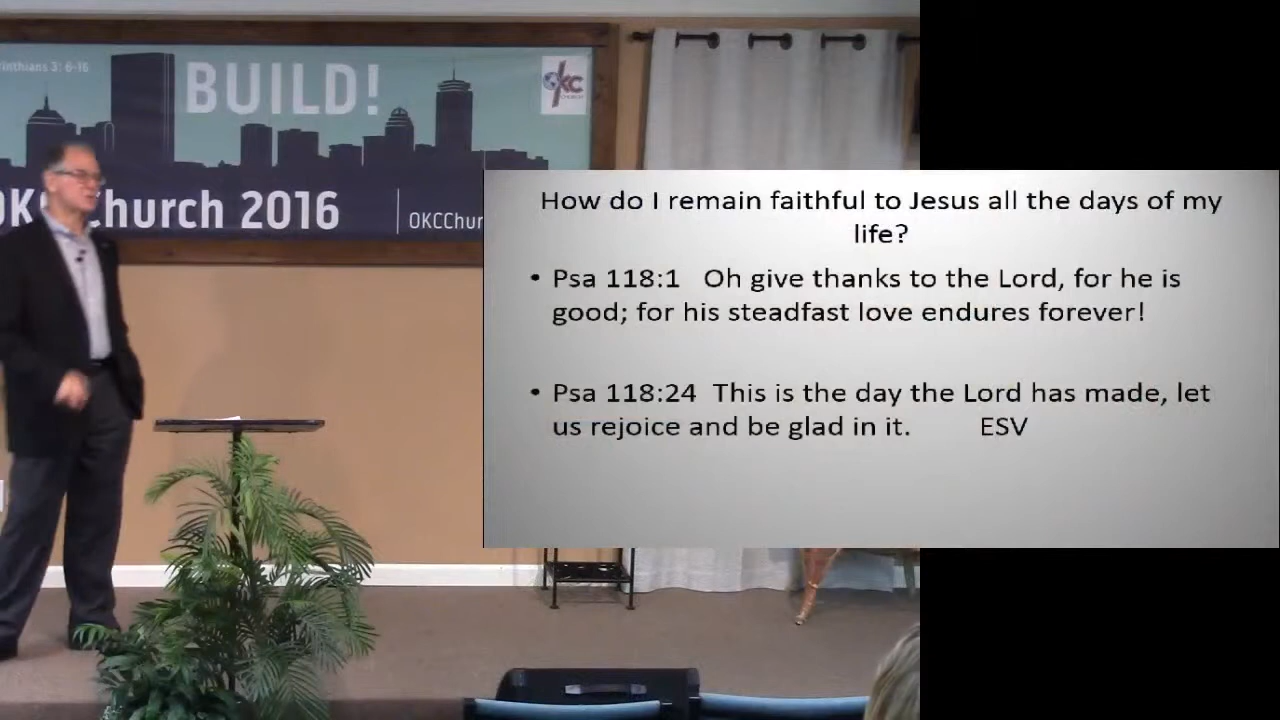 rinthians 3: 6-16
BUILD!
OKC
CHURCH
Church 2016
OKCChur
How do I remain faithful to Jesus all the days of my
life?
• Psa 118:1 Oh give thanks to the Lord, for he is
good; for his steadfast love endures forever!
• Psa 118:24 This is the day the Lord has made, let
us rejoice and be glad in it. ESV